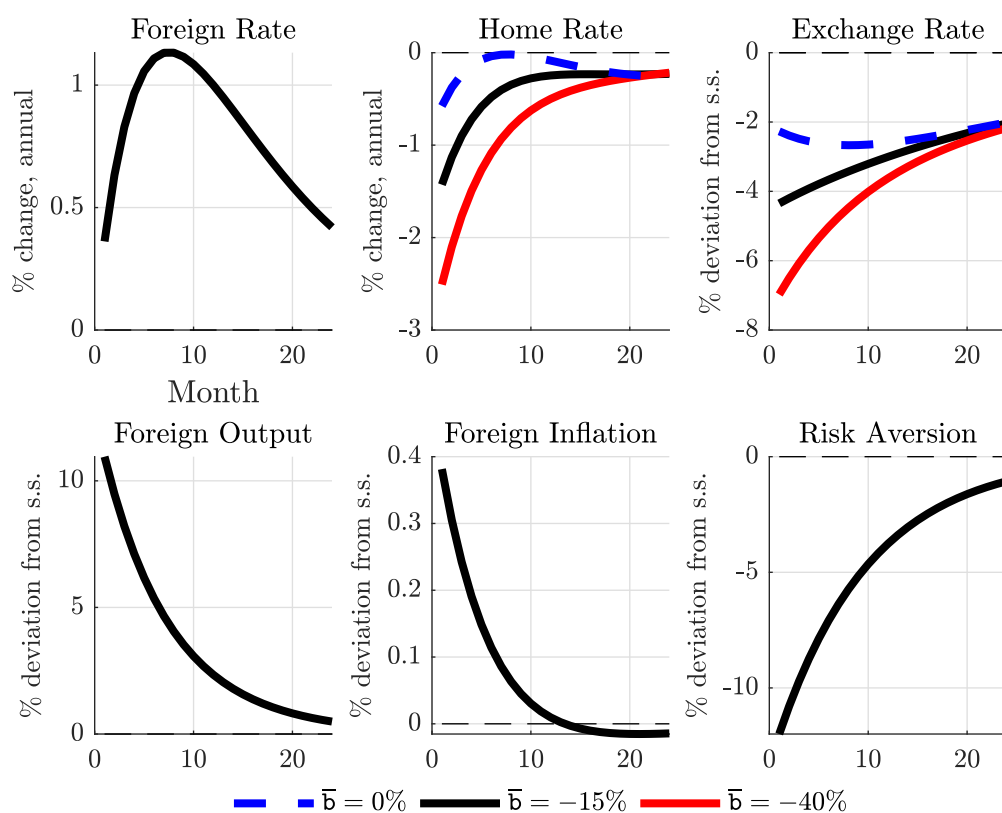 Foreign Rate
% change, annual
1
0.5
0
0 10 20
Month
Home Rate
% change, annual
0
-1
-2
-3
0 10 20
Exchange Rate
% deviation from s.s.
0
-2
-4
-6
-8
0 10 20
Foreign Output
% deviation from s.s.
10
5
0
0 10 20
Foreign Inflation
% deviation from s.s.
0.4
0.3
0.2
0.1
0
0 10 20
Risk Aversion
% deviation from s.s.
0
-5
-10
0 10 20
b̅ = 0% b̅ = −15% b̅ = −40%